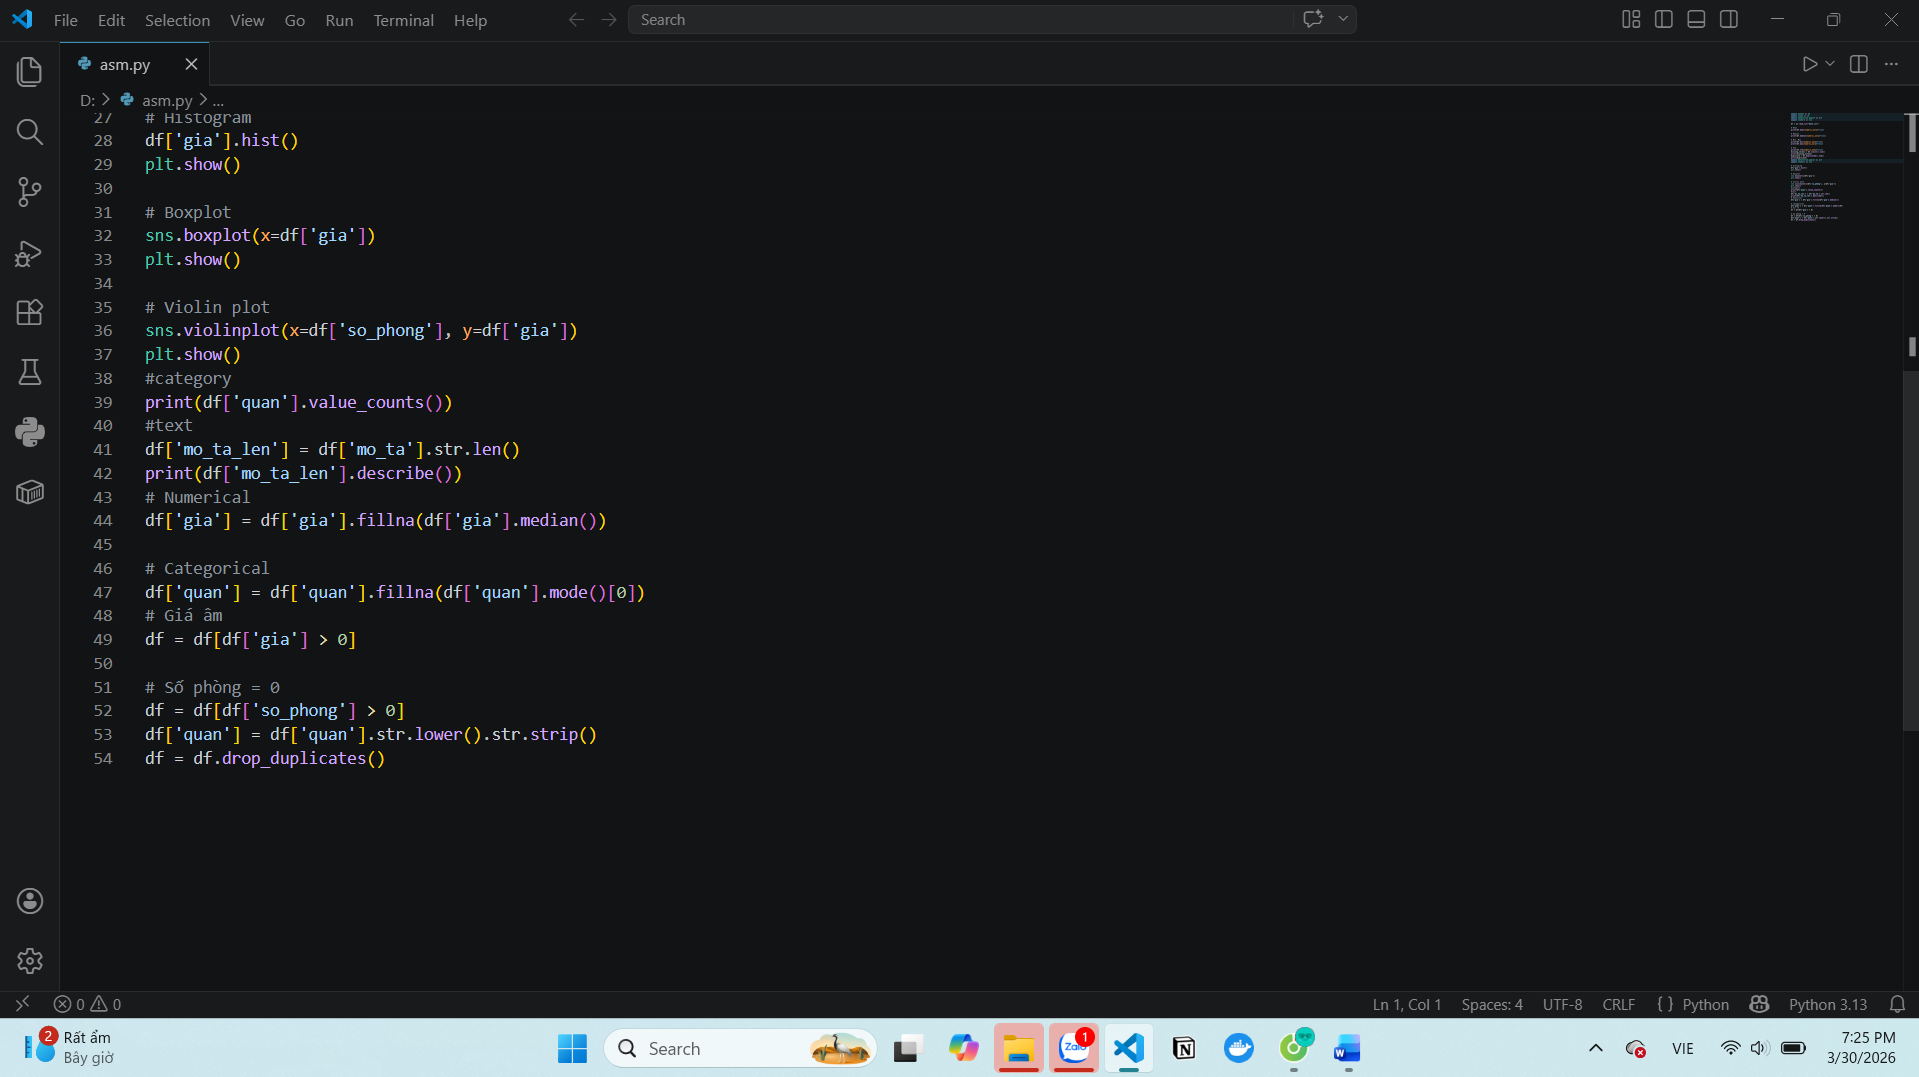 File Edit Selection View Go Run Terminal Help
Search
asm.py
D: > asm.py > ...
27 # Histogram
28 df['gia'].hist()
29 plt.show()
30
31 # Boxplot
32 sns.boxplot(x=df['gia'])
33 plt.show()
34
35 # Violin plot
36 sns.violinplot(x=df['so_phong'], y=df['gia'])
37 plt.show()
38 #category
39 print(df['quan'].value_counts())
40 #text
41 df['mo_ta_len'] = df['mo_ta'].str.len()
42 print(df['mo_ta_len'].describe())
43 # Numerical
44 df['gia'] = df['gia'].fillna(df['gia'].median())
45
46 # Categorical
47 df['quan'] = df['quan'].fillna(df['quan'].mode()[0])
48 # Giá âm
49 df = df[df['gia'] > 0]
50
51 # Số phòng = 0
52 df = df[df['so_phong'] > 0]
53 df['quan'] = df['quan'].str.lower().str.strip()
54 df = df.drop_duplicates()
0 0
Ln 1, Col 1 Spaces: 4 UTF-8 CRLF { } Python Python 3.13
2
Rất ẩm
Bây giờ
Search
Zalo
1
VIE
7:25 PM
3/30/2026